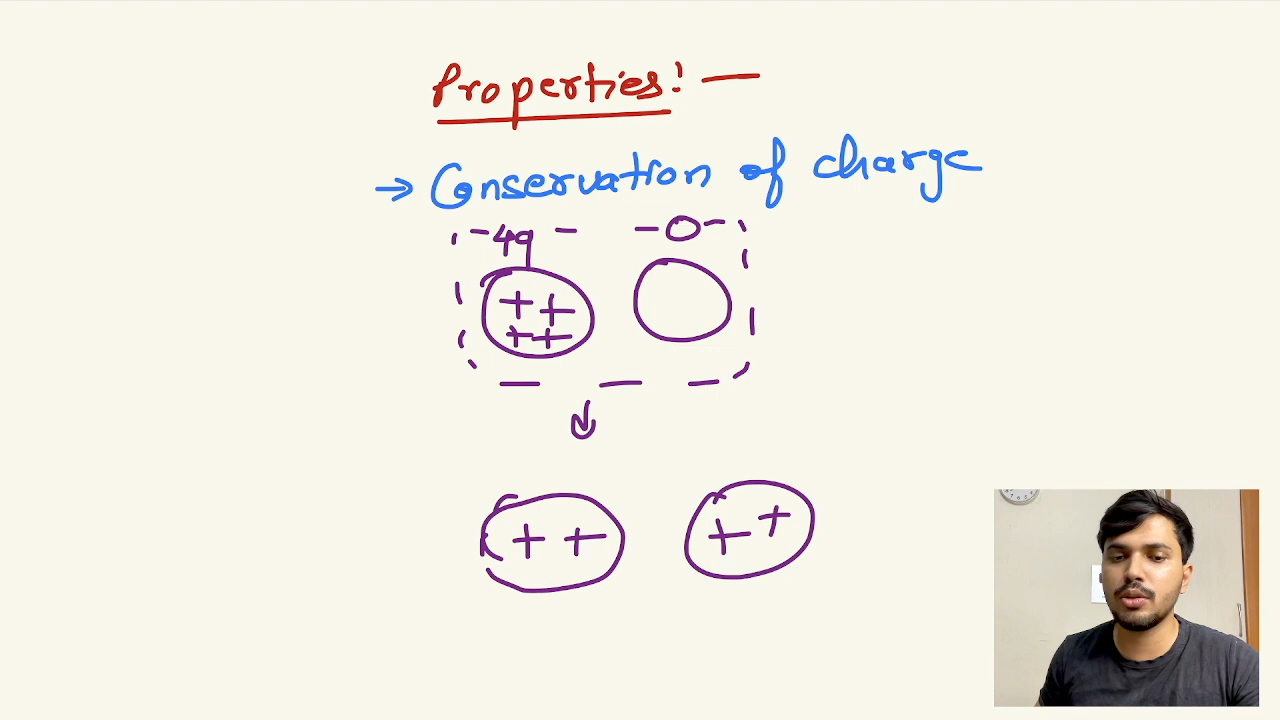 Properties: —
→ Conservation of charge
4q 0
+ +
+ +
+ + + +